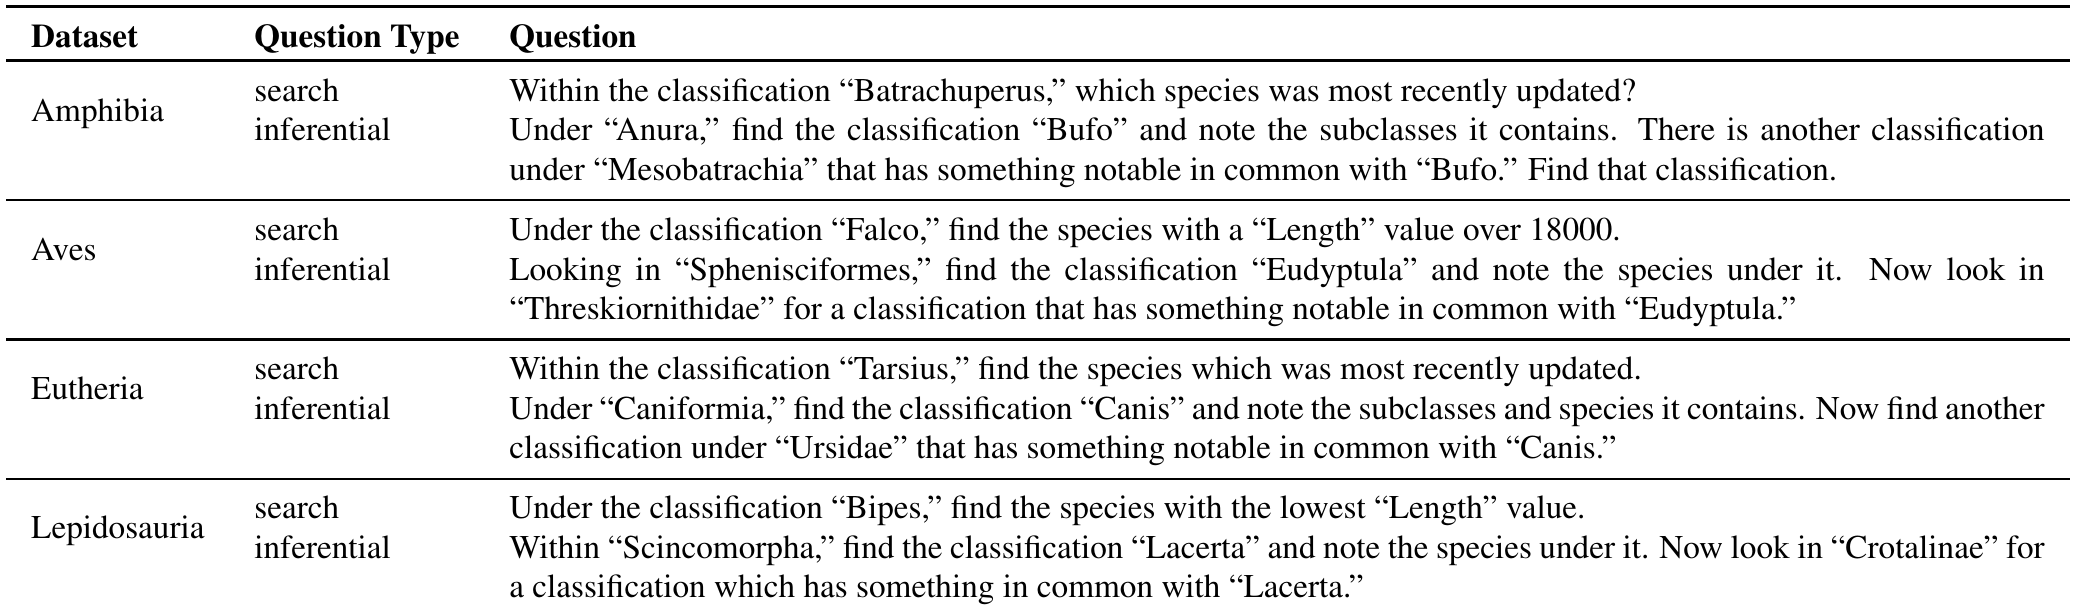 Dataset Question Type Question
Amphibia
search Within the classification “Batrachuperus,” which species was most recently updated?
inferential Under “Anura,” find the classification “Bufo” and note the subclasses it contains. There is another classification
under “Mesobatrachia” that has something notable in common with “Bufo.” Find that classification.
Aves
search Under the classification “Falco,” find the species with a “Length” value over 18000.
inferential Looking in “Sphenisciformes,” find the classification “Eudyptula” and note the species under it. Now look in
“Threskiornithidae” for a classification that has something notable in common with “Eudyptula.”
Eutheria
search Within the classification “Tarsius,” find the species which was most recently updated.
inferential Under “Caniformia,” find the classification “Canis” and note the subclasses and species it contains. Now find another
classification under “Ursidae” that has something notable in common with “Canis.”
Lepidosauria
search Under the classification “Bipes,” find the species with the lowest “Length” value.
inferential Within “Scincomorpha,” find the classification “Lacerta” and note the species under it. Now look in “Crotalinae” for
a classification which has something in common with “Lacerta.”